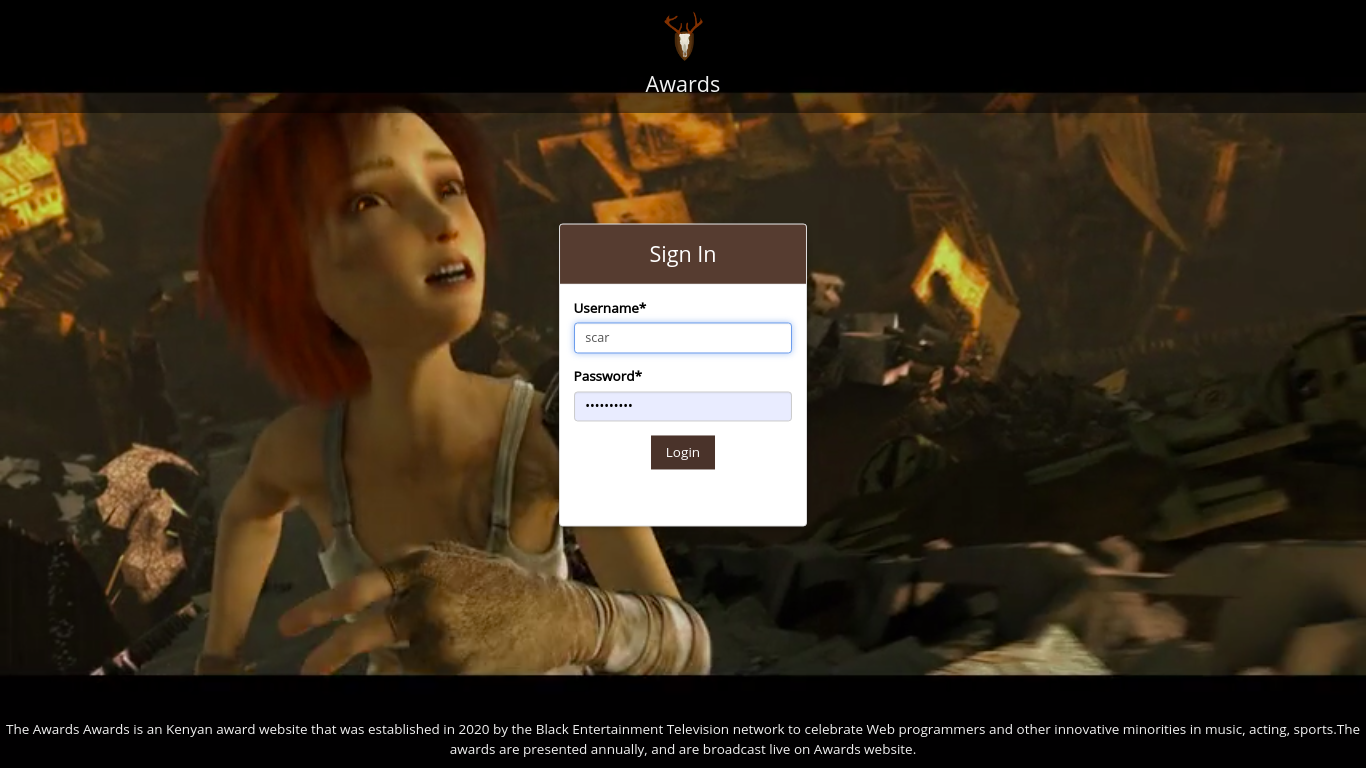 Awards
Sign In
Username*
scar
Password*
••••••••••
Login
The Awards Awards is an Kenyan award website that was established in 2020 by the Black Entertainment Television network to celebrate Web programmers and other innovative minorities in music, acting, sports.The
awards are presented annually, and are broadcast live on Awards website.